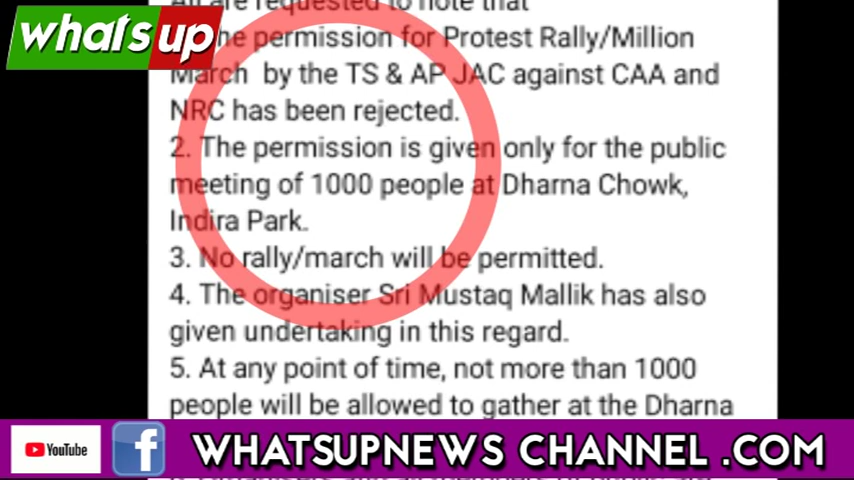 All are requested to note that
what's up
the permission for Protest Rally/Million
March by the TS & AP JAC against CAA and
NRC has been rejected.
2. The permission is given only for the public
meeting of 1000 people at Dharna Chowk,
Indira Park.
3. No rally/march will be permitted.
4. The organiser Sri Mustaq Mallik has also
given undertaking in this regard.
5. At any point of time, not more than 1000
people will be allowed to gather at the Dharna
YouTube
f
WHATSUPNEWS CHANNEL .COM